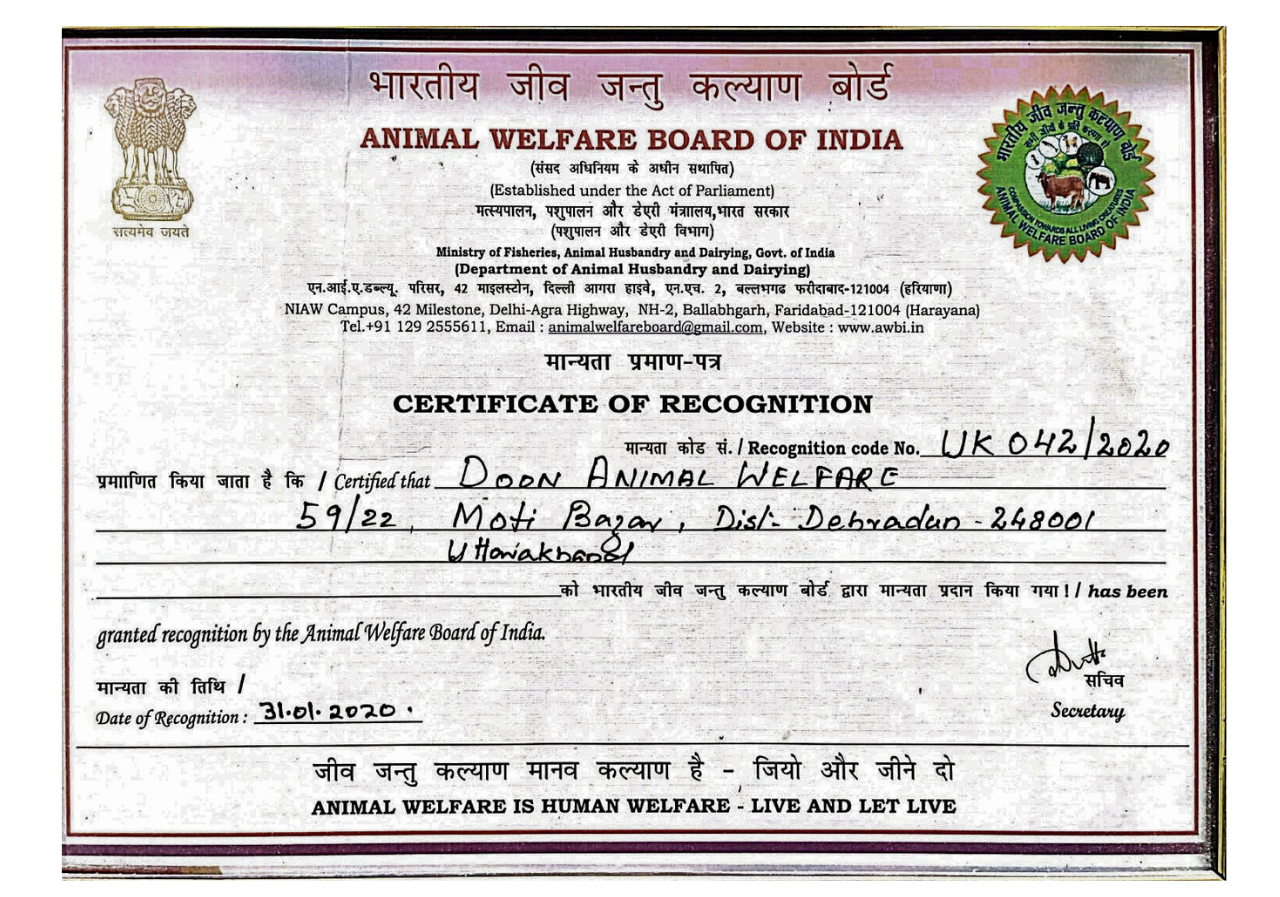 भारतीय जीव जन्तु कल्याण बोर्ड
ANIMAL WELFARE BOARD OF INDIA
(संसद अधिनियम के अधीन सथापित)
(Established under the Act of Parliament)
मत्स्यपालन, पशुपालन और डेएरी मंत्राालय,भारत सरकार
(पशुपालन और डेएरी विभाग)
Ministry of Fisheries, Animal Husbandry and Dairying, Govt. of India
(Department of Animal Husbandry and Dairying)
एन.आई.ए.डब्ल्यू. परिसर, 42 माइलस्टोन, दिल्ली आगरा हाइवे, एन.एच. 2, बल्लभगढ फरीदाबाद-121004 (हरियाणा)
NIAW Campus, 42 Milestone, Delhi-Agra Highway, NH-2, Ballabhgarh, Faridabad-121004 (Harayana)
Tel.+91 129 2555611, Email : animalwelfareboard@gmail.com, Website : www.awbi.in
सत्यमेव जयते
भारतीय जीव जन्तु कल्याण बोर्ड
सभी जीवों के प्रति करूणा हो
COMPASSION TOWARDS ALL LIVING CREATURES
ANIMAL WELFARE BOARD OF INDIA
मान्यता प्रमाण-पत्र
CERTIFICATE OF RECOGNITION
मान्यता कोड सं. / Recognition code No. UK 042/2020
प्रमााणित किया जाता है कि / Certified that DOON ANIMAL WELFARE
59/22, Moti Bazar, Dist:- Dehradun - 248001
Uttarakhand
को भारतीय जीव जन्तु कल्याण बोर्ड द्वारा मान्यता प्रदान किया गया ! / has been
granted recognition by the Animal Welfare Board of India.
मान्यता की तिथि /
Date of Recognition : 31.01.2020.
सचिव
Secretary
जीव जन्तु कल्याण मानव कल्याण है - जियो और जीने दो
ANIMAL WELFARE IS HUMAN WELFARE - LIVE AND LET LIVE